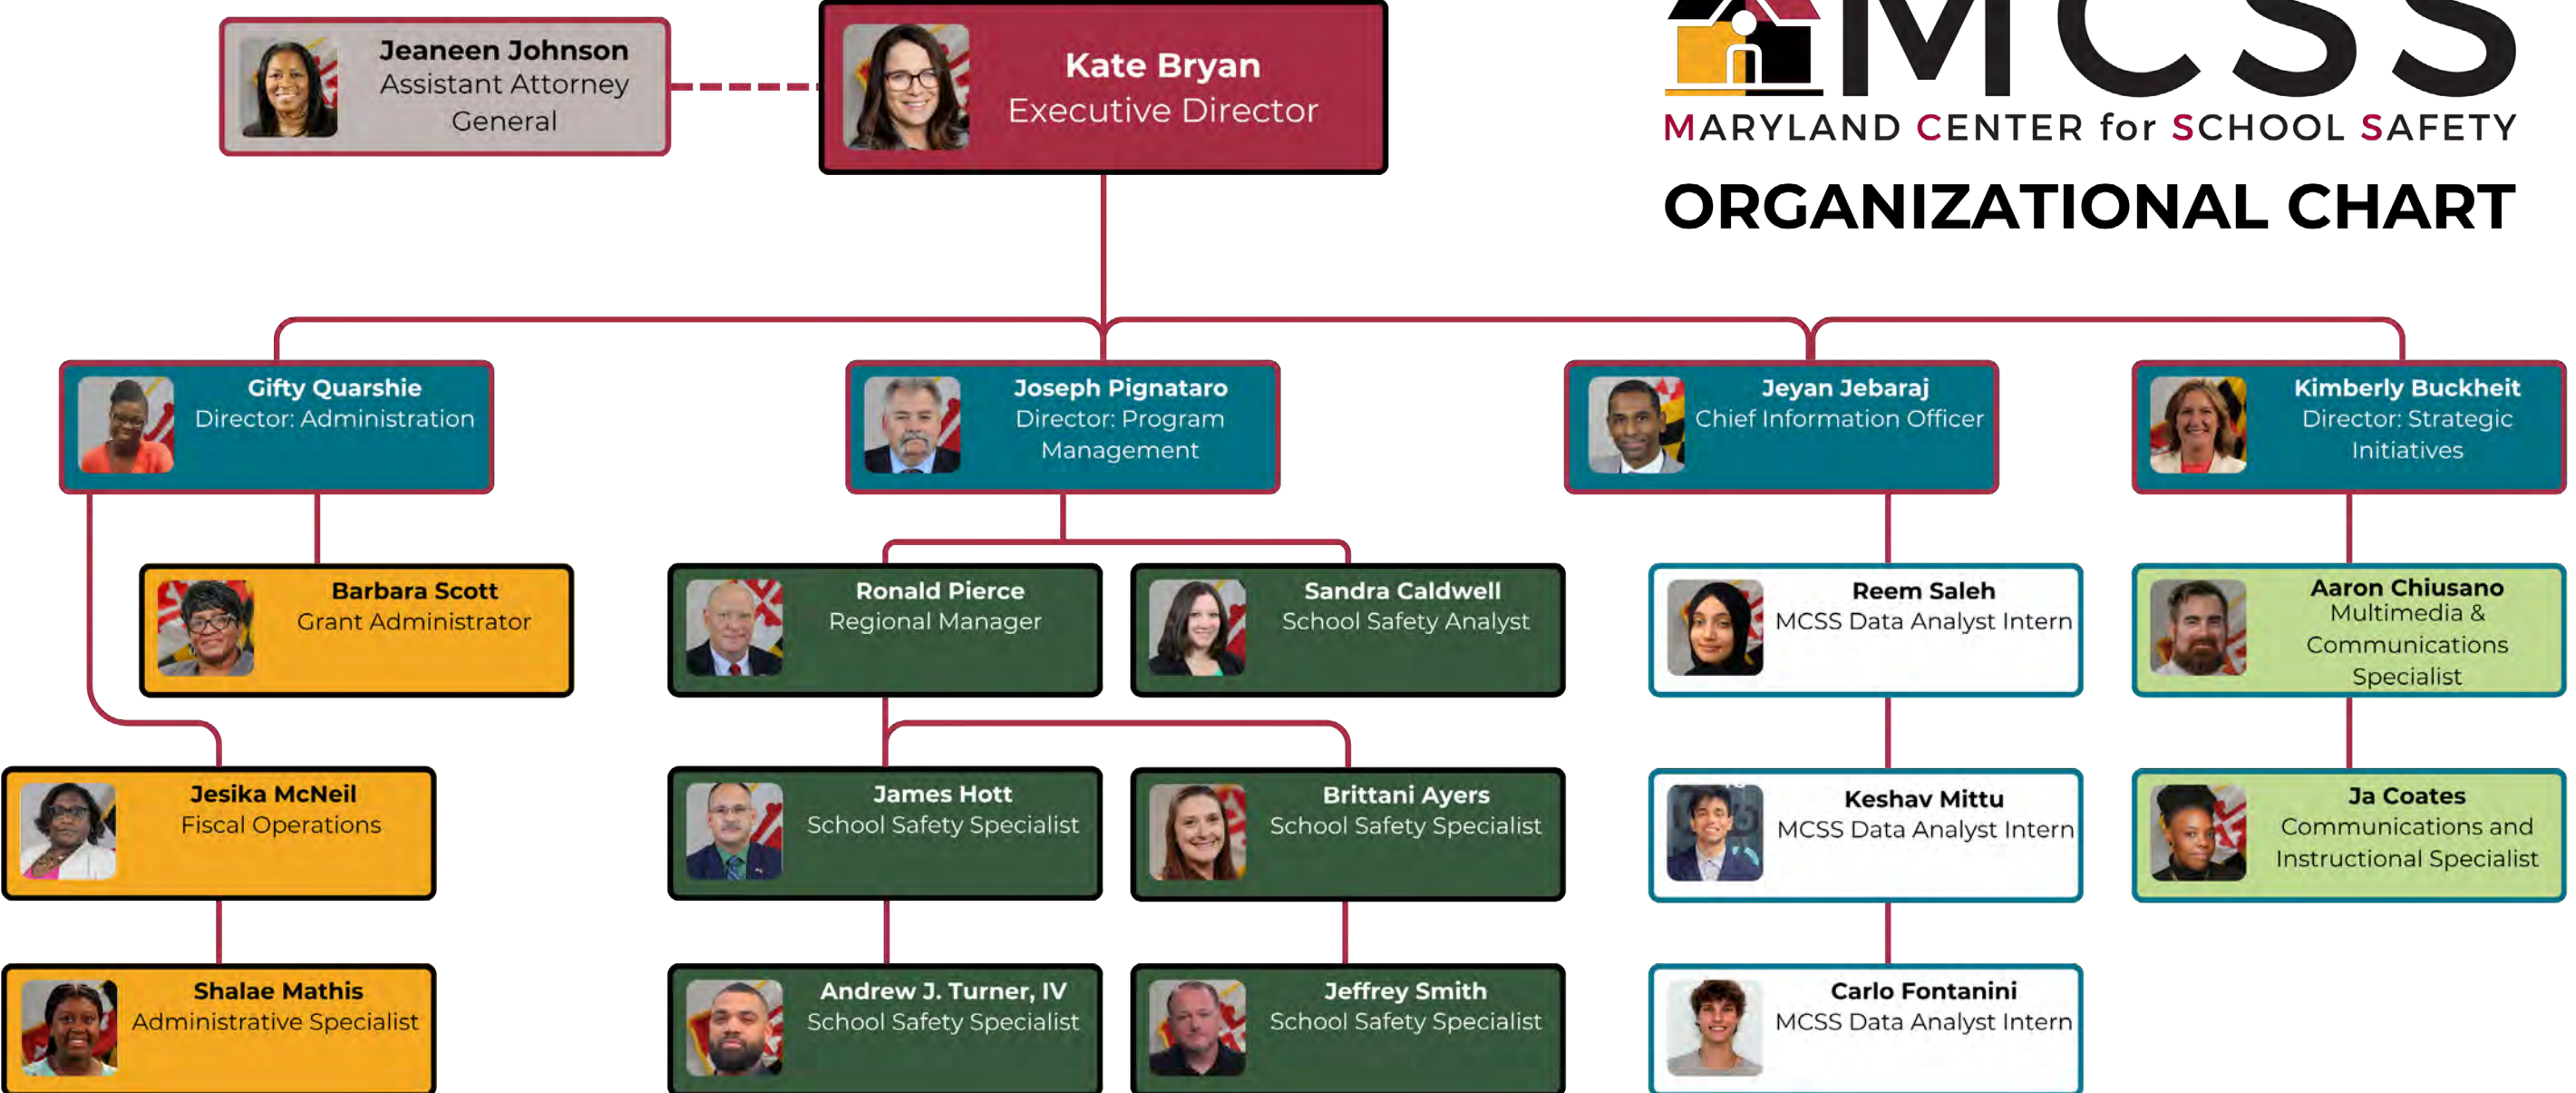 Jeaneen Johnson
Assistant Attorney
General
Kate Bryan
Executive Director
MCSS
MARYLAND CENTER for SCHOOL SAFETY
ORGANIZATIONAL CHART
Gifty Quarshie
Director: Administration
Joseph Pignataro
Director: Program
Management
Jeyan Jebaraj
Chief Information Officer
Kimberly Buckheit
Director: Strategic
Initiatives
Barbara Scott
Grant Administrator
Ronald Pierce
Regional Manager
Sandra Caldwell
School Safety Analyst
Reem Saleh
MCSS Data Analyst Intern
Aaron Chiusano
Multimedia &
Communications
Specialist
Jesika McNeil
Fiscal Operations
James Hott
School Safety Specialist
Brittani Ayers
School Safety Specialist
Keshav Mittu
MCSS Data Analyst Intern
Ja Coates
Communications and
Instructional Specialist
Shalae Mathis
Administrative Specialist
Andrew J. Turner, IV
School Safety Specialist
Jeffrey Smith
School Safety Specialist
Carlo Fontanini
MCSS Data Analyst Intern